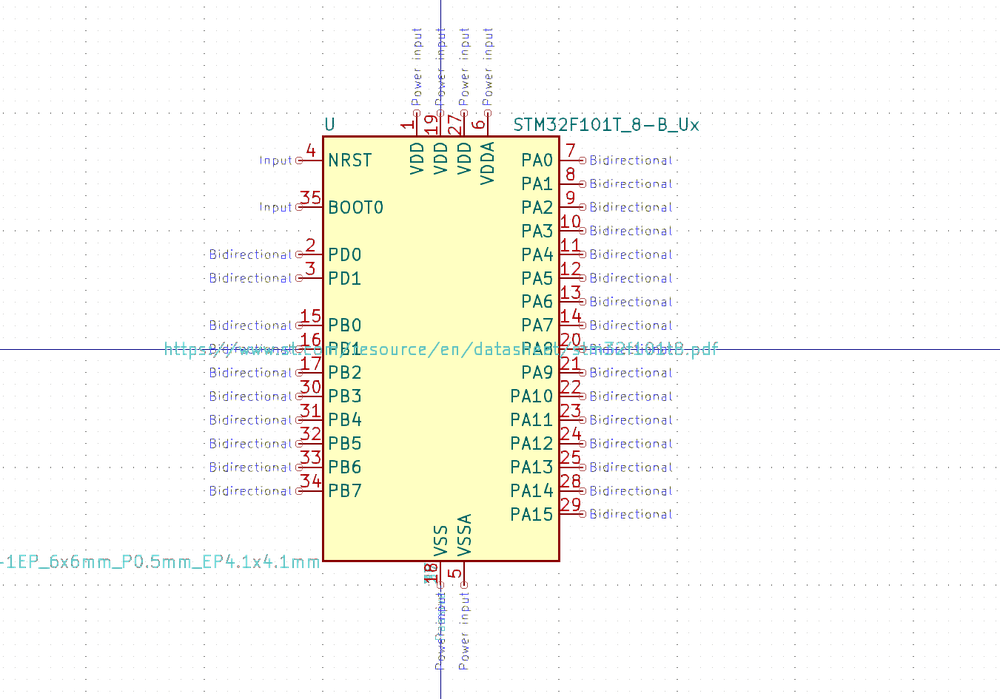 Power input Power input Power input Power input
1 19 27 6
U STM32F101T_8-B_Ux
VDD VDD VDD VDDA
Input 4 NRST PA0 7 Bidirectional
PA1 8 Bidirectional
Input 35 BOOT0 PA2 9 Bidirectional
PA3 10 Bidirectional
Bidirectional 2 PD0 PA4 11 Bidirectional
Bidirectional 3 PD1 PA5 12 Bidirectional
PA6 13 Bidirectional
Bidirectional 15 PB0 PA7 14 Bidirectional
16 PB1 PA8 20
https://www.st.com/resource/en/datasheet/stm32f101t8.pdf
Bidirectional 17 PB2 PA9 21 Bidirectional
Bidirectional 30 PB3 PA10 22 Bidirectional
Bidirectional 31 PB4 PA11 23 Bidirectional
Bidirectional 32 PB5 PA12 24 Bidirectional
Bidirectional 33 PB6 PA13 25 Bidirectional
Bidirectional 34 PB7 PA14 28 Bidirectional
PA15 29 Bidirectional
VSS VSSA
-1EP_6x6mm_P0.5mm_EP4.1x4.1mm
18 5
Power input Power input